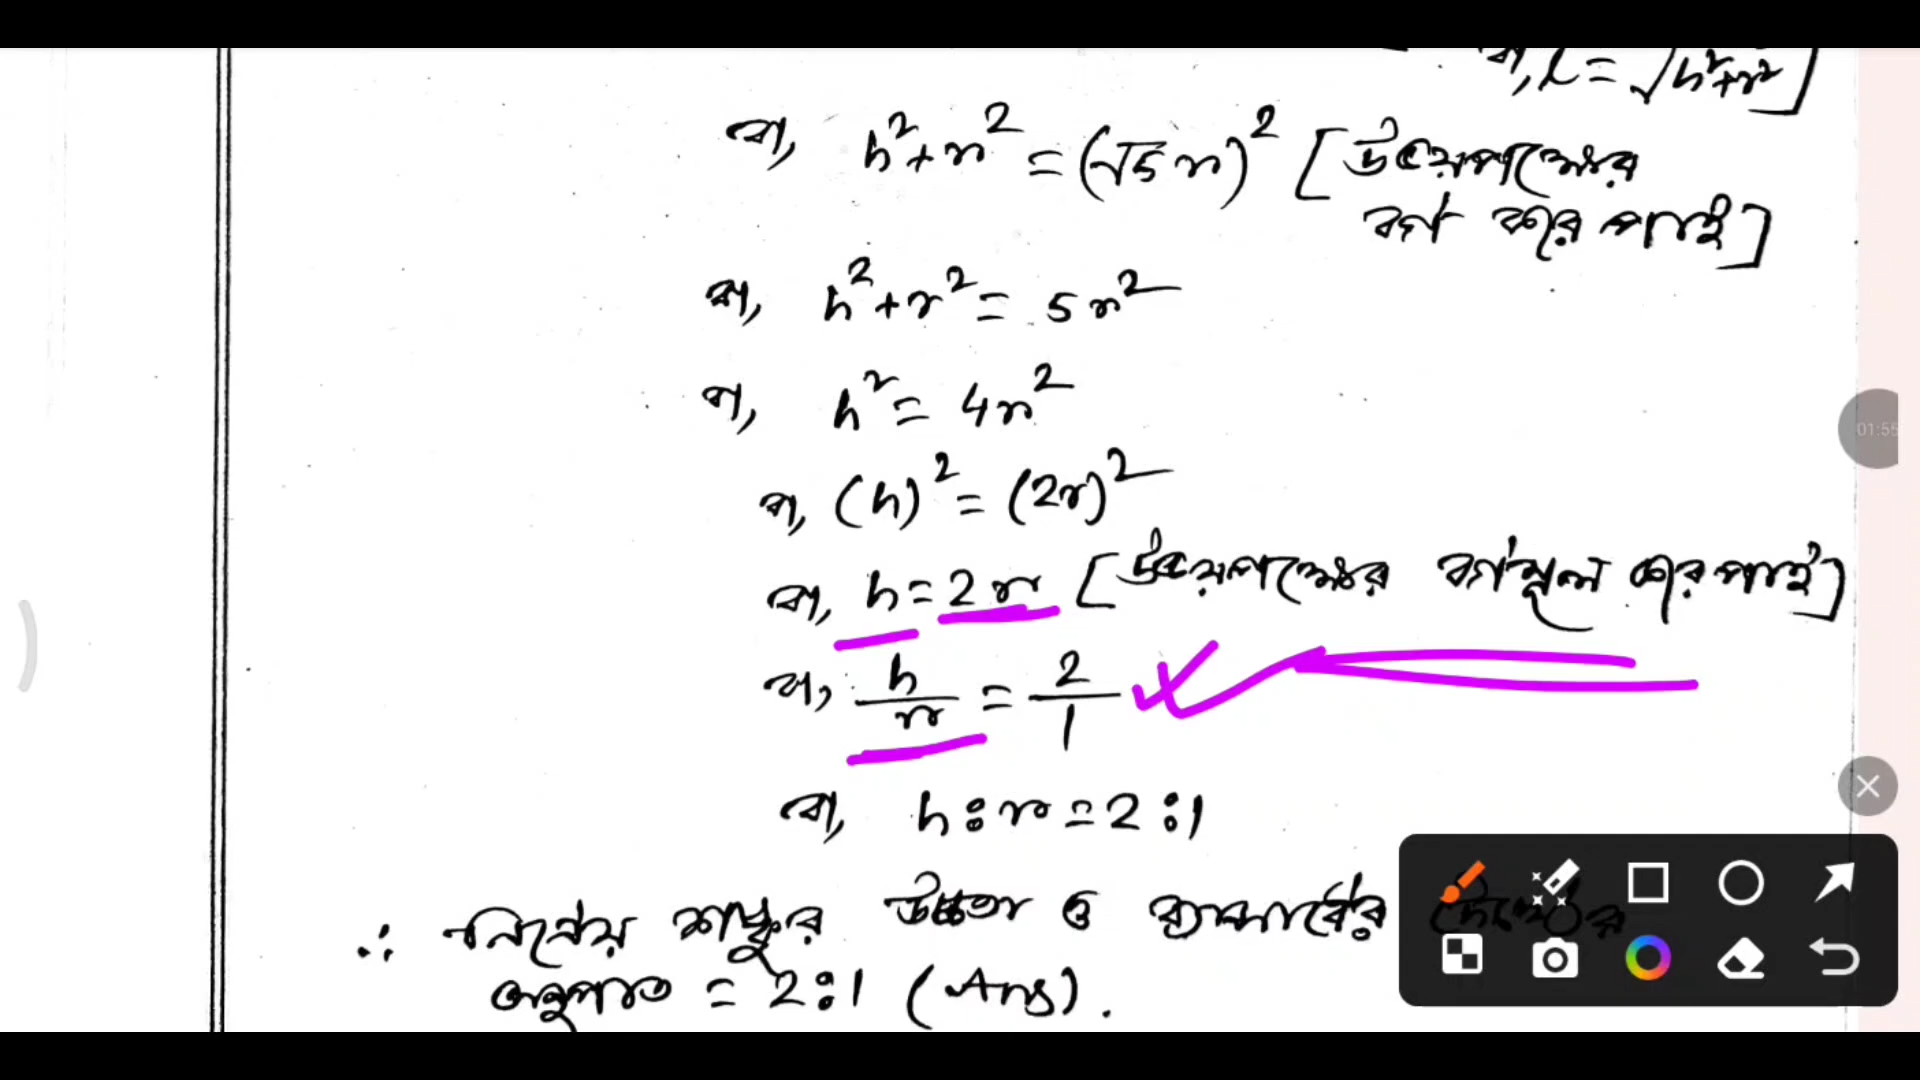 বা, l = √h²+r²]
বা, h²+r² = (√5 r)² [উভয়পক্ষের
বর্গ করে পাই]
বা, h²+r² = 5r²
বা, h² = 4r²
বা, (h)² = (2r)²
বা, h = 2r [উভয়পক্ষের বর্গমূল করে পাই]
বা, h/r = 2/1
বা, h : r = 2 : 1
01:55
∴ নির্ণেয় শঙ্কুর উচ্চতা ও ব্যাসার্ধের
অনুপাত = 2 : 1 (Ans).